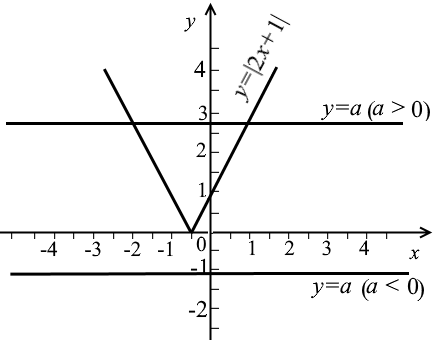 y
y=|2x+1|
4
3
y=a (a > 0)
2
1
-4 -3 -2 -1 0 1 2 3 4 x
-1
y=a (a < 0)
-2